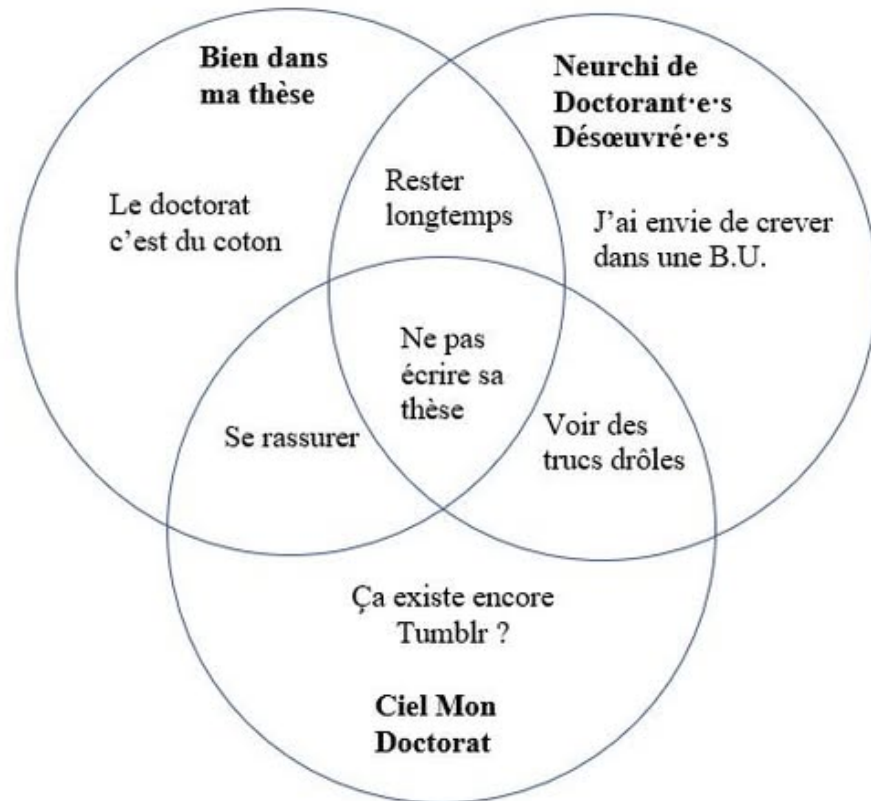 Bien dans
ma thèse
Neurchi de
Doctorant·e·s
Désœuvré·e·s
Rester
longtemps
Le doctorat
c’est du coton
J’ai envie de crever
dans une B.U.
Ne pas
écrire sa
thèse
Se rassurer
Voir des
trucs drôles
Ça existe encore
Tumblr ?
Ciel Mon
Doctorat